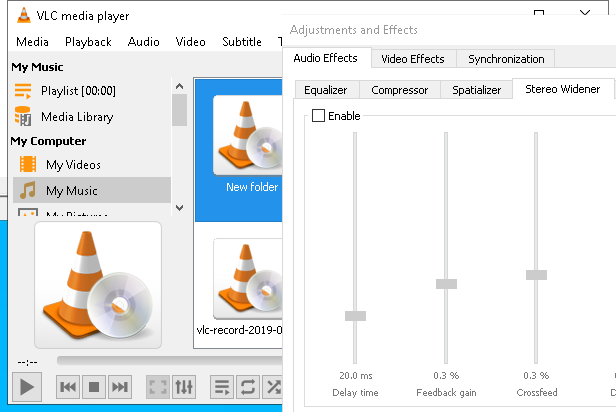 VLC media player
Media Playback Audio Video Subtitle
My Music
Playlist [00:00]
Media Library
My Computer
My Videos
My Music
My Pictures
New folder
vlc-record-2019-0
--:--
Adjustments and Effects
Audio Effects Video Effects Synchronization
Equalizer Compressor Spatializer Stereo Widener
Enable
20.0 ms 0.3 % 0.3 %
Delay time Feedback gain Crossfeed